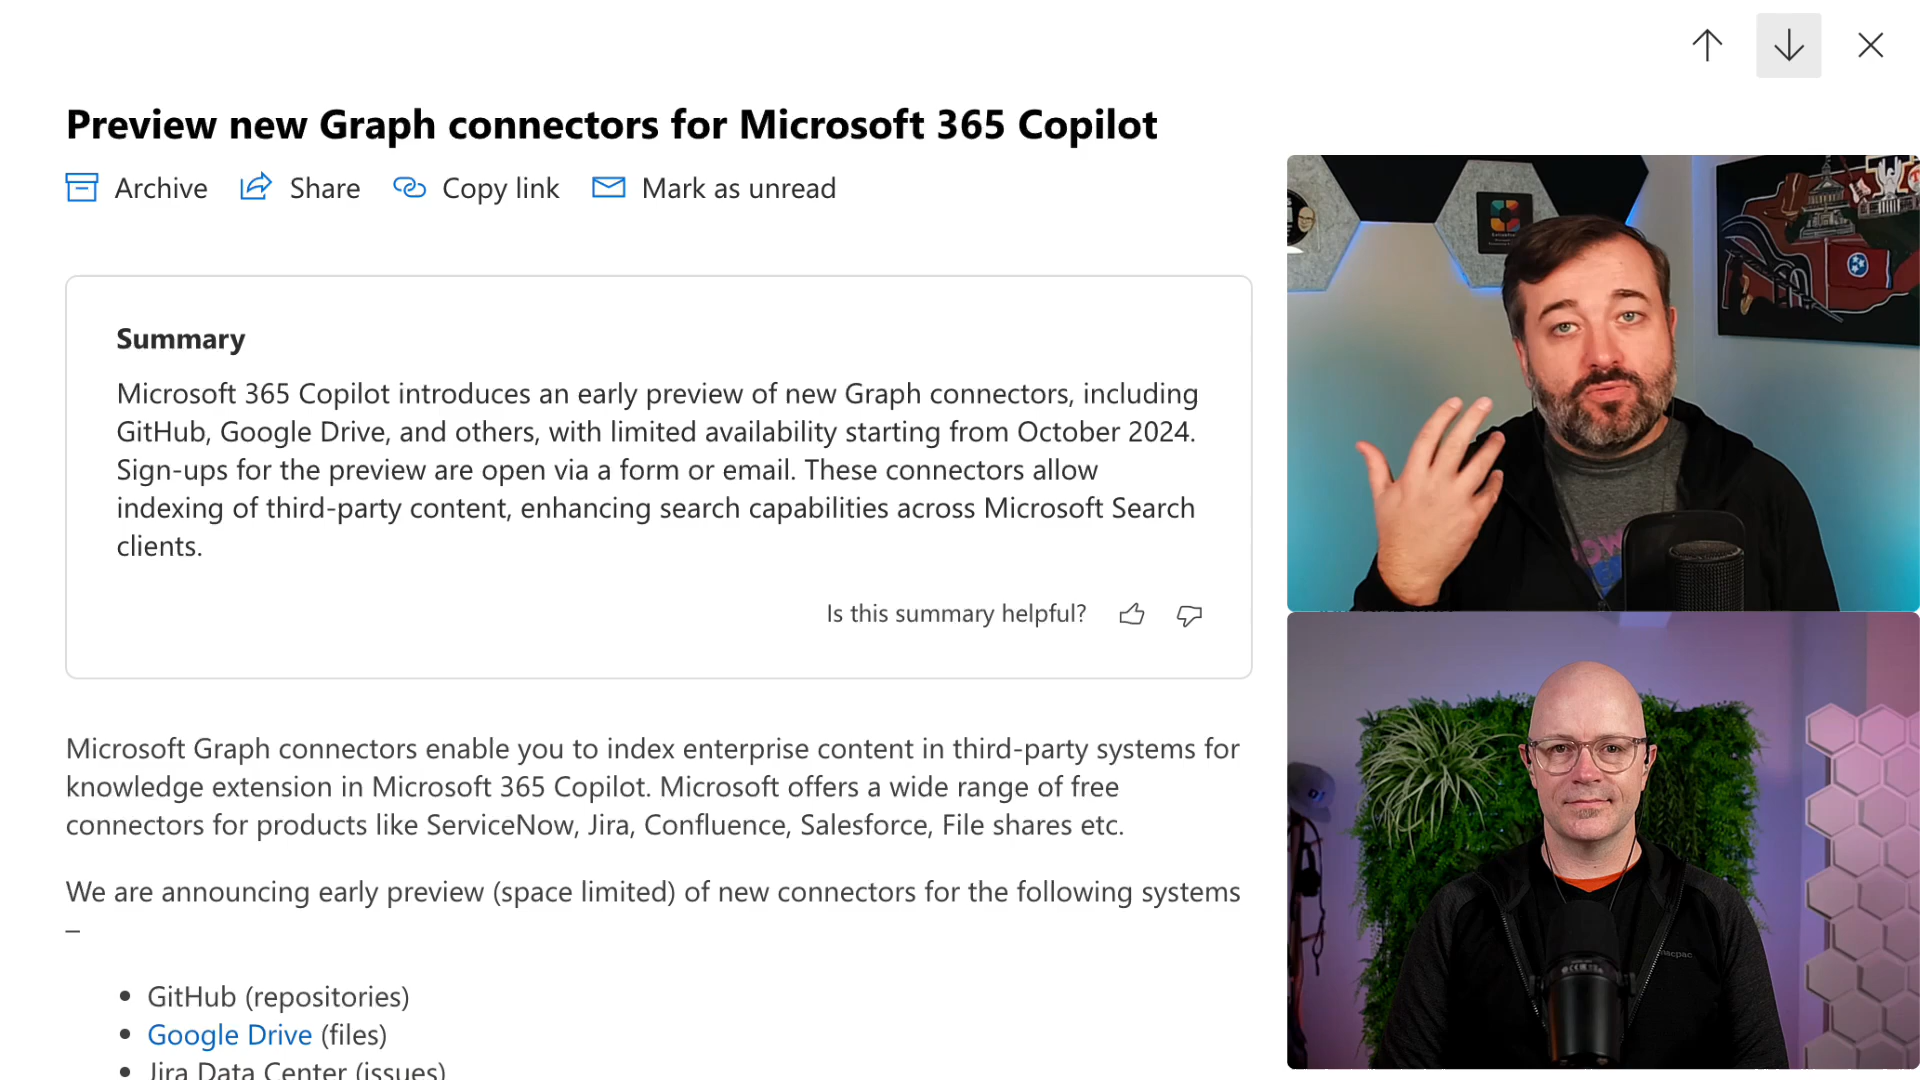 Preview new Graph connectors for Microsoft 365 Copilot
Archive Share Copy link Mark as unread
Summary
Microsoft 365 Copilot introduces an early preview of new Graph connectors, including
GitHub, Google Drive, and others, with limited availability starting from October 2024.
Sign-ups for the preview are open via a form or email. These connectors allow
indexing of third-party content, enhancing search capabilities across Microsoft Search
clients.
Is this summary helpful?
Microsoft Graph connectors enable you to index enterprise content in third-party systems for
knowledge extension in Microsoft 365 Copilot. Microsoft offers a wide range of free
connectors for products like ServiceNow, Jira, Confluence, Salesforce, File shares etc.
We are announcing early preview (space limited) of new connectors for the following systems
–
• GitHub (repositories)
• Google Drive (files)
• Jira Data Center (issues)
macpac